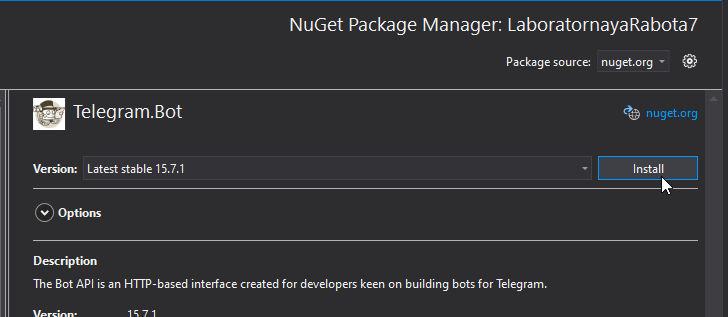 NuGet Package Manager: LaboratornayaRabota7
Package source: nuget.org
Telegram.Bot
nuget.org
Version: Latest stable 15.7.1 Install
Options
Description
The Bot API is an HTTP-based interface created for developers keen on building bots for Telegram.
Version: 15.7.1